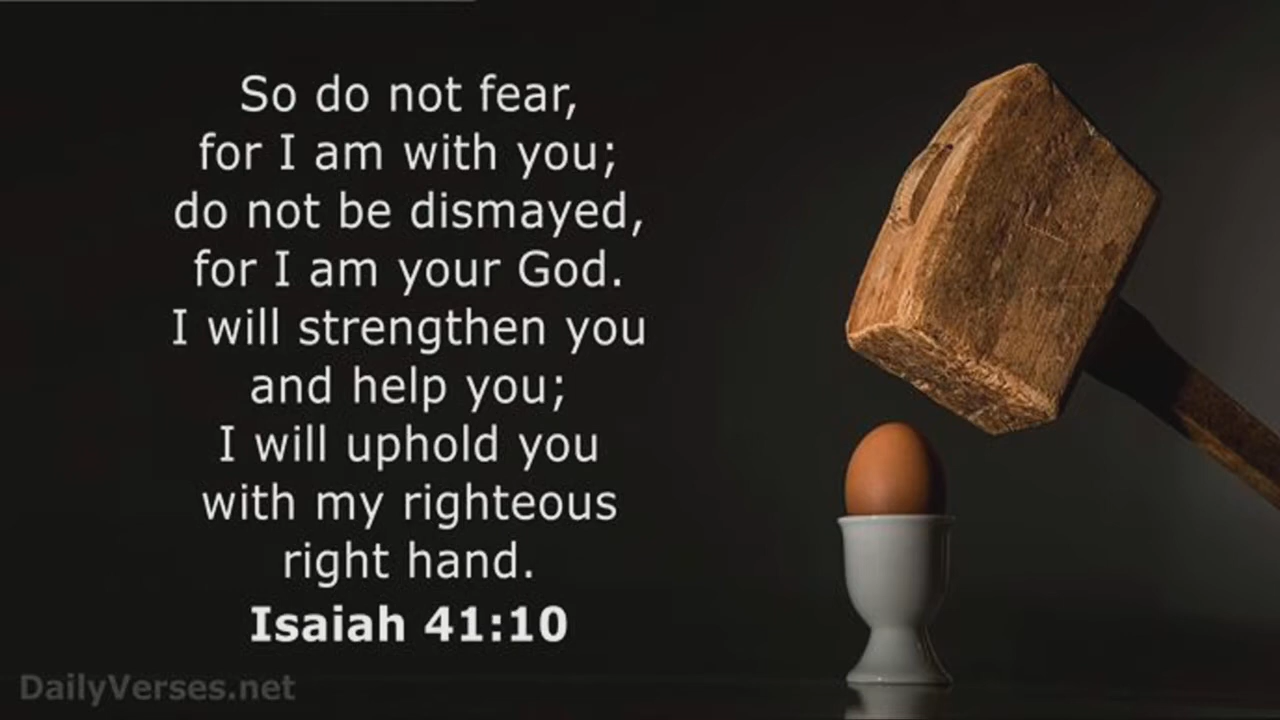 So do not fear,
for I am with you;
do not be dismayed,
for I am your God.
I will strengthen you
and help you;
I will uphold you
with my righteous
right hand.
Isaiah 41:10
DailyVerses.net